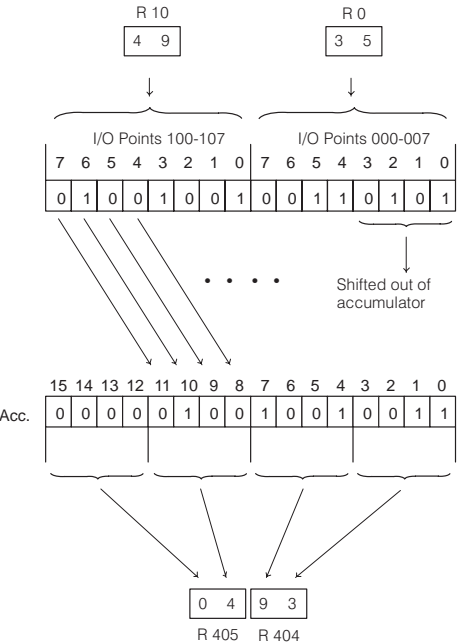 R 10 R 0
4 9 3 5
I/O Points 100-107 I/O Points 000-007
7 6 5 4 3 2 1 0 7 6 5 4 3 2 1 0
0 1 0 0 1 0 0 1 0 0 1 1 0 1 0 1
Shifted out of
accumulator
15 14 13 12 11 10 9 8 7 6 5 4 3 2 1 0
Acc. 0 0 0 0 0 1 0 0 1 0 0 1 0 0 1 1
0 4 9 3
R 405 R 404